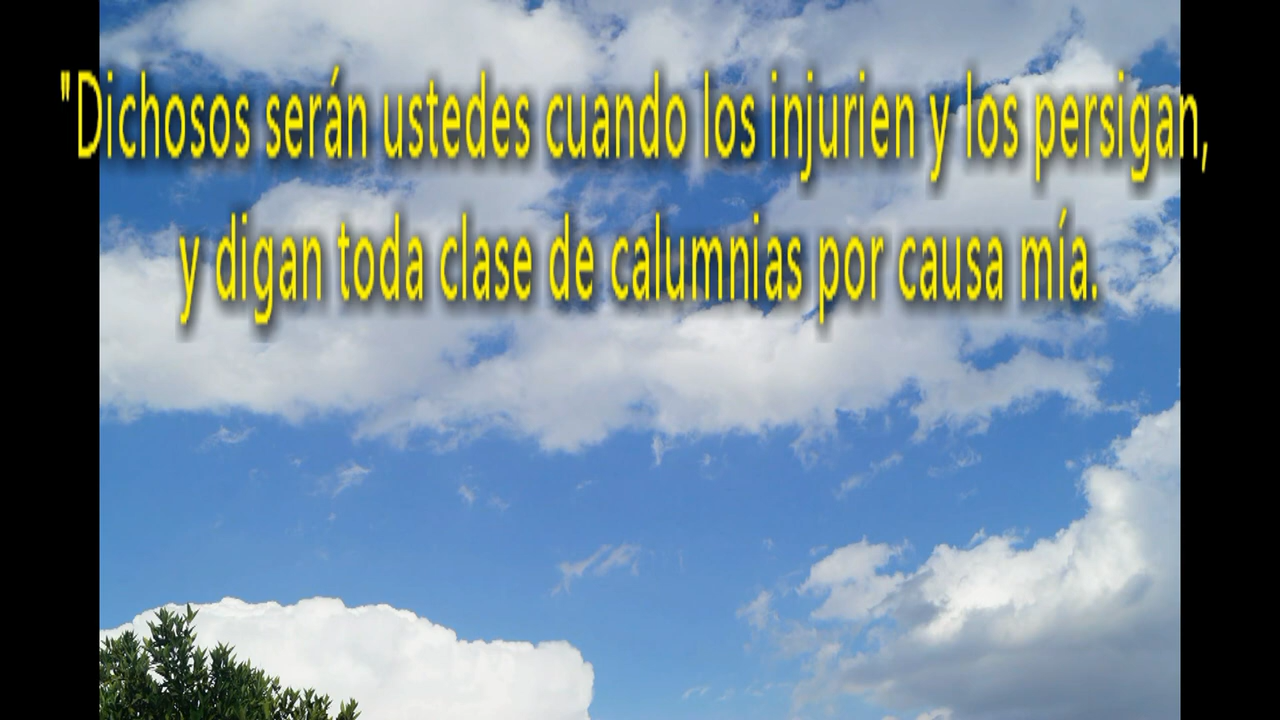 "Dichosos serán ustedes cuando los injurien y los persigan,
y digan toda clase de calumnias por causa mía.